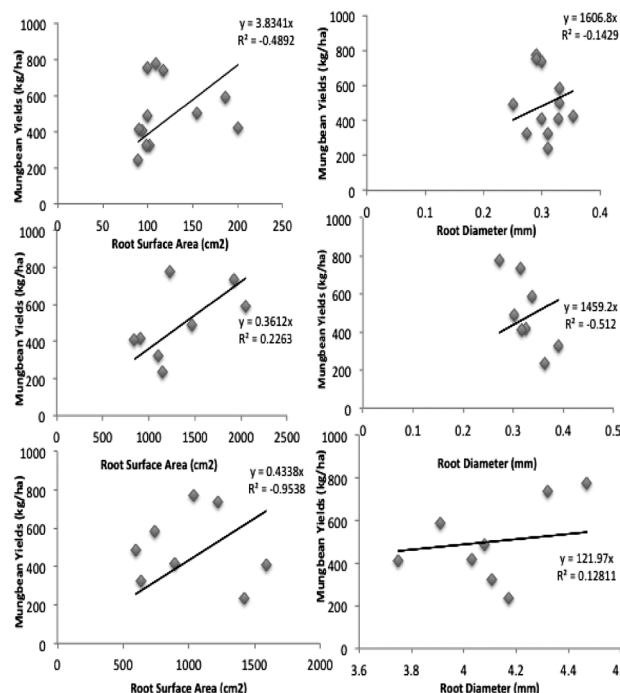 y = 3.8341x
R² = -0.4892
Mungbean Yields (kg/ha)
1000
800
600
400
200
0
0 50 100 150 200 250
Root Surface Area (cm2)
y = 1606.8x
R² = -0.1429
Mungbean Yields (kg/ha)
1000
800
600
400
200
0
0 0.1 0.2 0.3 0.4
Root Diameter (mm)
Mungbean Yields (kg/ha)
1000
800
600
400
200
0
y = 0.3612x
R² = 0.2263
0 500 1000 1500 2000 2500
Root Surface Area (cm2)
Mungbean Yields (kg/ha)
1000
800
600
400
200
0
y = 1459.2x
R² = -0.512
0 0.1 0.2 0.3 0.4 0.5
Root Diameter (mm)
Mungbean Yields (kg/ha)
1000
800
600
400
200
0
y = 0.4338x
R² = -0.9538
0 500 1000 1500 2000
Root Surface Area (cm2)
Mungbean Yields (kg/ha)
1000
800
600
400
200
0
y = 121.97x
R² = 0.12811
3.6 3.8 4 4.2 4.4
Root Diameter (mm)